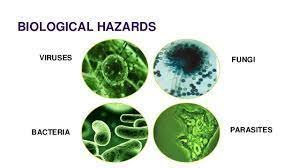 BIOLOGICAL HAZARDS
VIRUSES
FUNGI
BACTERIA
PARASITES